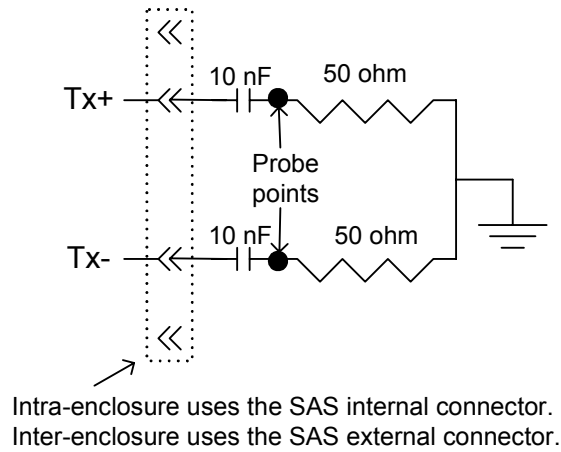 10 nF
50 ohm
Tx+
Probe
points
10 nF
50 ohm
Tx-
Intra-enclosure uses the SAS internal connector.
Inter-enclosure uses the SAS external connector.